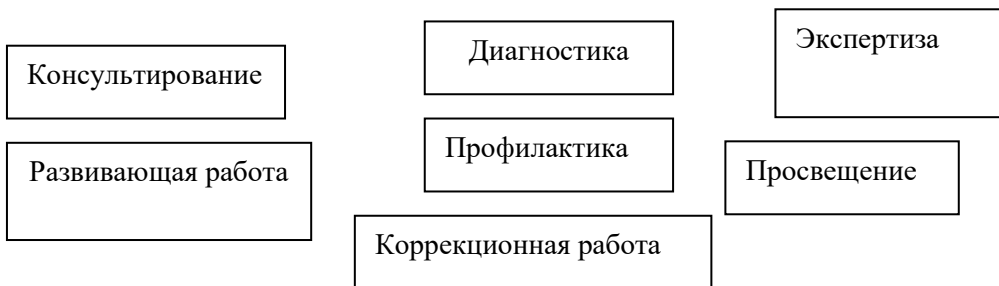 Консультирование
Диагностика
Экспертиза
Развивающая работа
Профилактика
Просвещение
Коррекционная работа